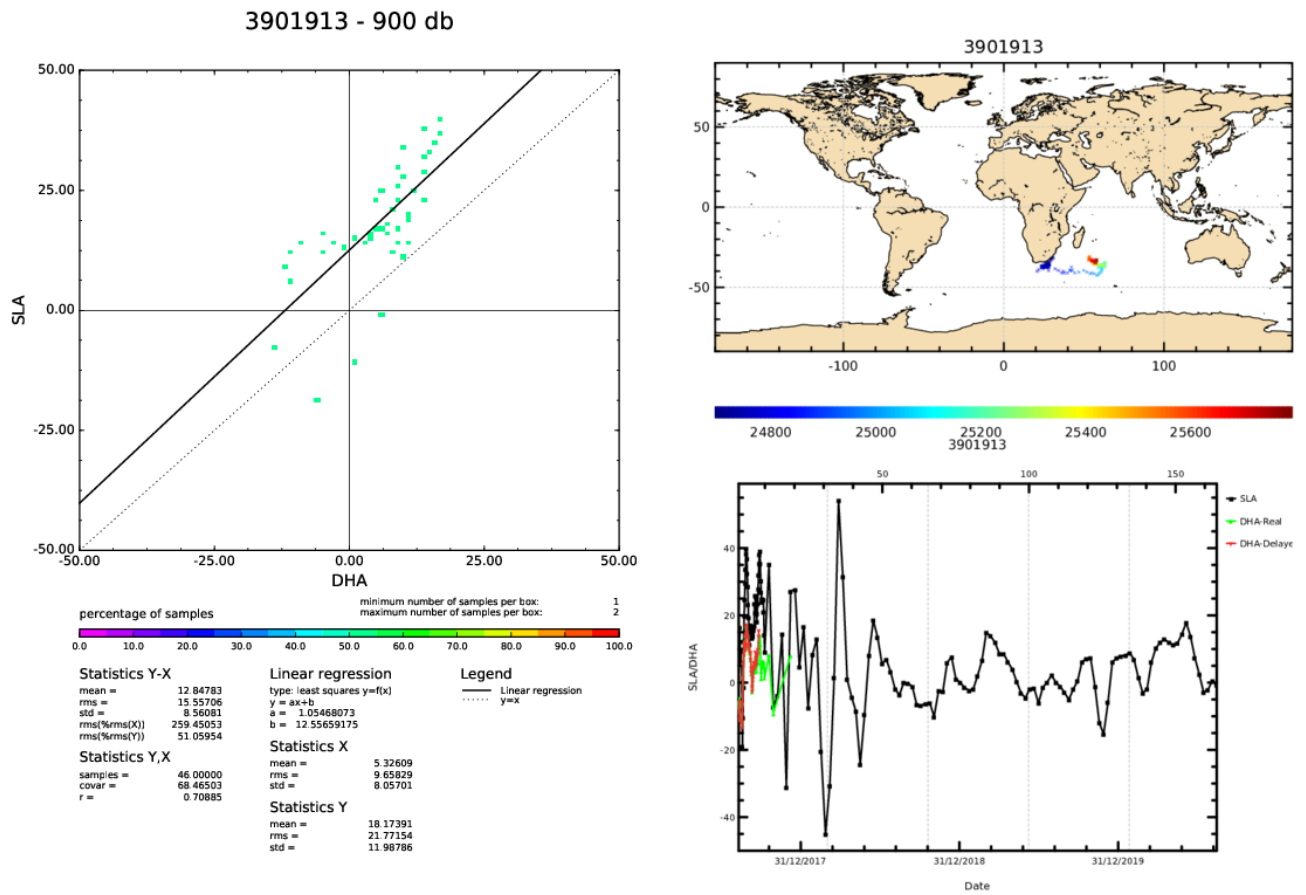 3901913 - 900 db
50.00
25.00
0.00
-25.00
-50.00
SLA
-50.00 -25.00 0.00 25.00 50.00
DHA
percentage of samples
minimum number of samples per box: 1
maximum number of samples per box: 2
0.0 10.0 20.0 30.0 40.0 50.0 60.0 70.0 80.0 90.0 100.0
Statistics Y-X
mean = 12.84783
rms = 15.55706
std = 8.56081
rms(%rms(X)) 259.45053
rms(%rms(Y)) 51.05954
Statistics Y,X
samples = 46.00000
covar = 68.46503
r = 0.70885
Linear regression
type: least squares y=f(x)
y = ax+b
a = 1.05468073
b = 12.55659175
Statistics X
mean = 5.32609
rms = 9.65829
std = 8.05701
Statistics Y
mean = 18.17391
rms = 21.77154
std = 11.98786
Legend
Linear regression
y=x
3901913
50
0
-50
-100 0 100
24800 25000 25200 25400 25600
3901913
50 100 150
40
20
0
-20
-40
SLA/DHA
31/12/2017 31/12/2018 31/12/2019
Date
SLA
DHA-Real
DHA-Delaye